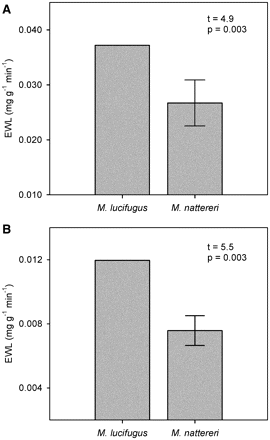 A
t = 4.9
p = 0.003
0.040
0.030
0.020
0.010
EWL (mg g⁻¹ min⁻¹)
M. lucifugus M. nattereri
B
t = 5.5
p = 0.003
0.012
0.008
0.004
EWL (mg g⁻¹ min⁻¹)
M. lucifugus M. nattereri